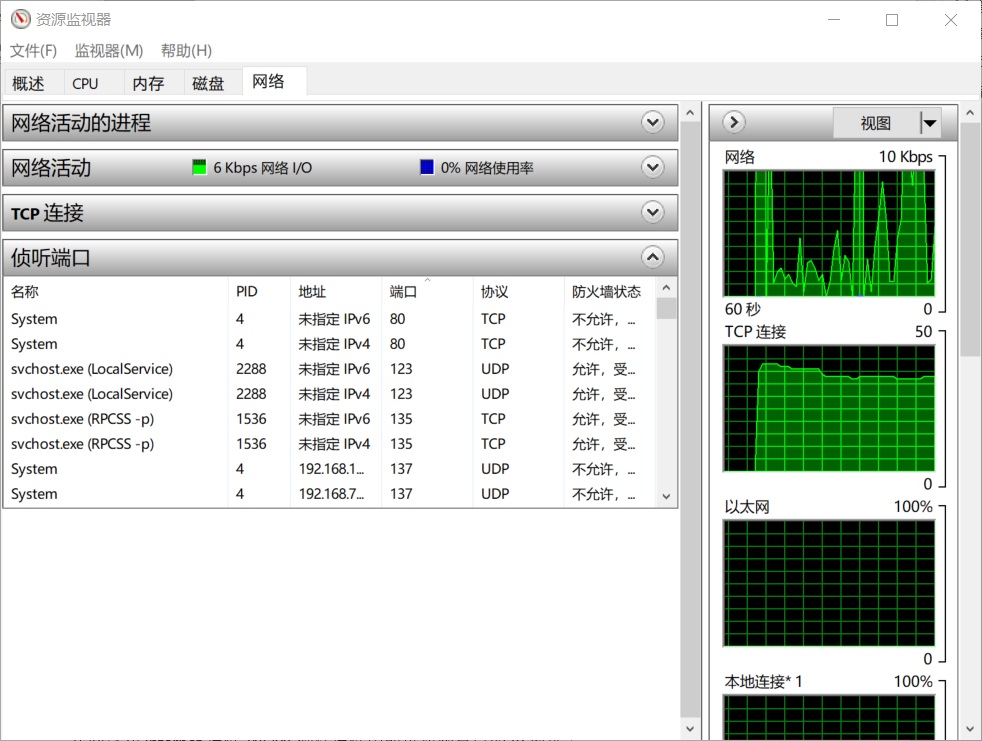 资源监视器
文件(F) 监视器(M) 帮助(H)
概述 CPU 内存 磁盘 网络
网络活动的进程
网络活动 6 Kbps 网络 I/O 0% 网络使用率
TCP 连接
侦听端口
名称 PID 地址 端口 协议 防火墙状态
System 4 未指定 IPv6 80 TCP 不允许，...
System 4 未指定 IPv4 80 TCP 不允许，...
svchost.exe (LocalService) 2288 未指定 IPv6 123 UDP 允许，受...
svchost.exe (LocalService) 2288 未指定 IPv4 123 UDP 允许，受...
svchost.exe (RPCSS -p) 1536 未指定 IPv6 135 TCP 允许，受...
svchost.exe (RPCSS -p) 1536 未指定 IPv4 135 TCP 允许，受...
System 4 192.168.1... 137 UDP 不允许，...
System 4 192.168.7... 137 UDP 不允许，...
视图
网络 10 Kbps
60 秒 0
TCP 连接 50
0
以太网 100%
0
本地连接* 1 100%